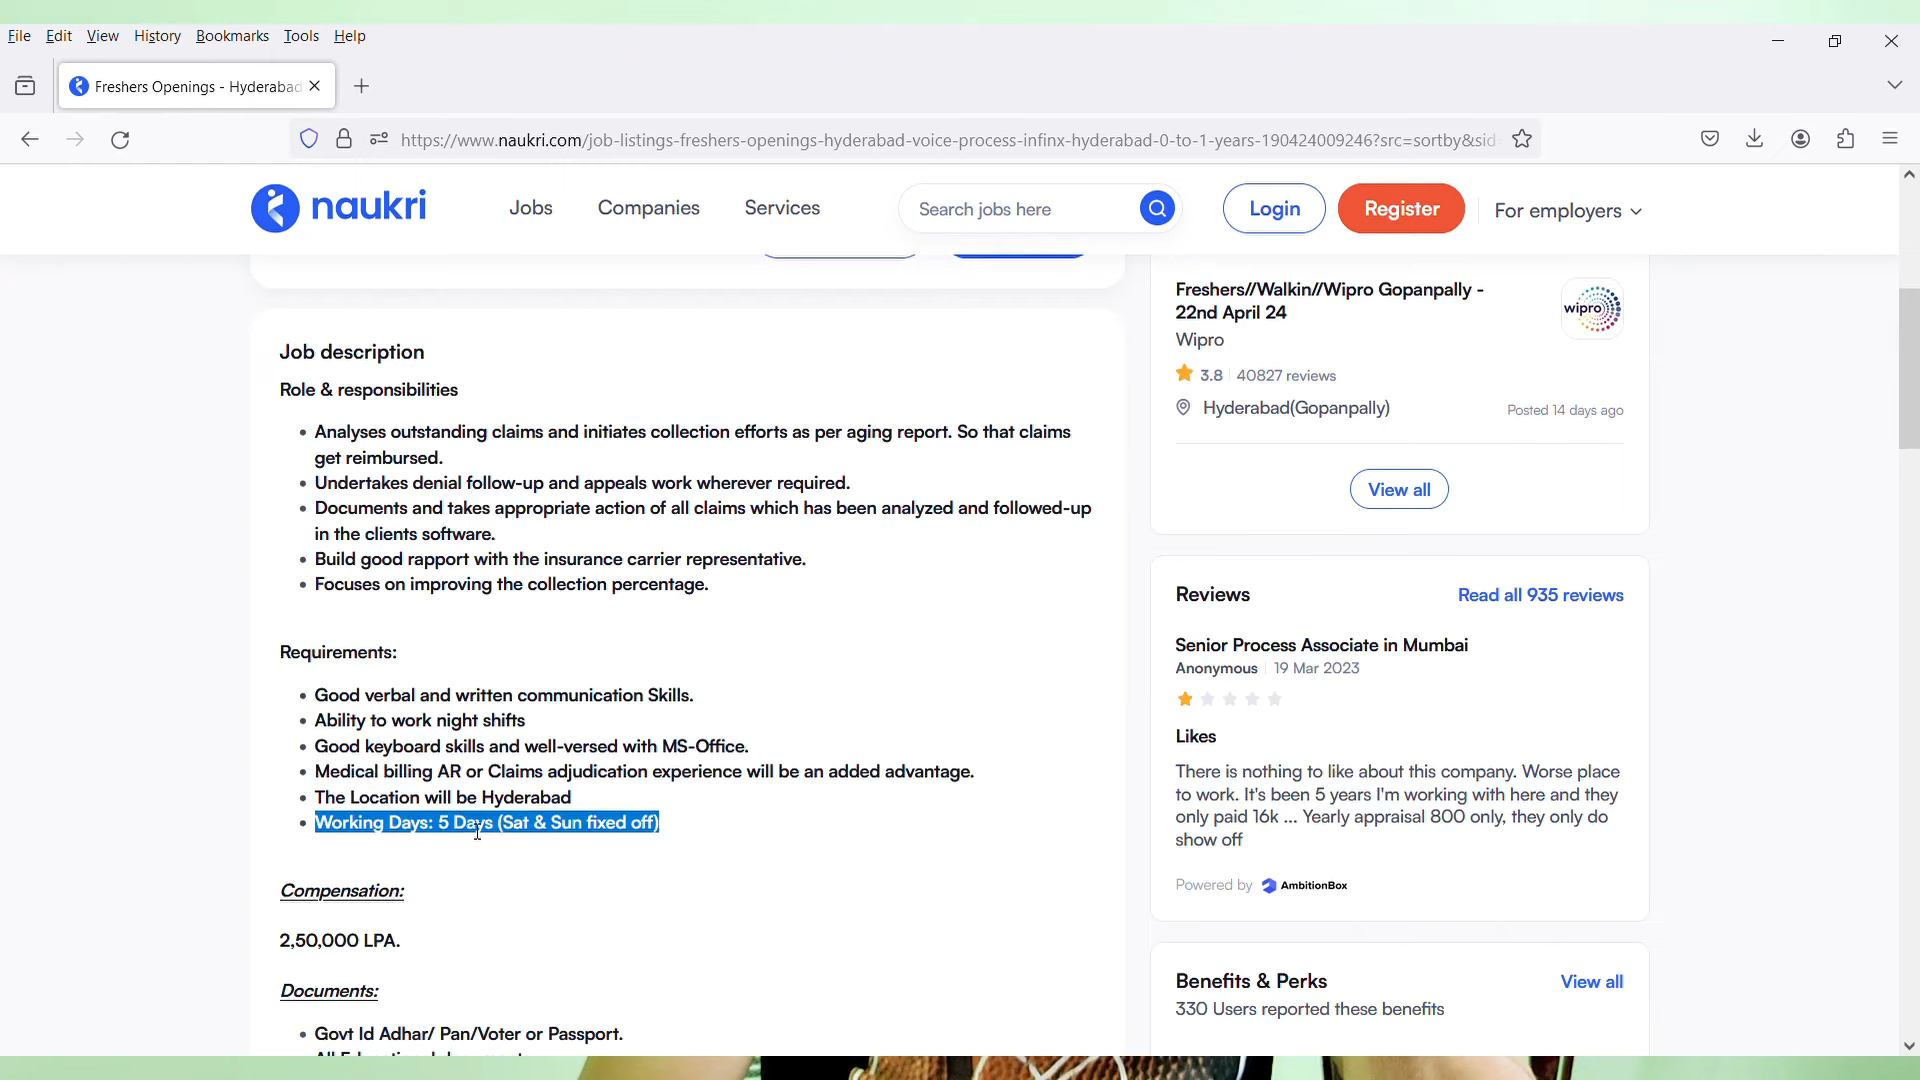 File Edit View History Bookmarks Tools Help
Freshers Openings - Hyderabad
https://www.naukri.com/job-listings-freshers-openings-hyderabad-voice-process-infinx-hyderabad-0-to-1-years-190424009246?src=sortby&sid
naukri
Jobs Companies Services
Search jobs here
Login
Register
For employers
Job description
Role & responsibilities
• Analyses outstanding claims and initiates collection efforts as per aging report. So that claims
get reimbursed.
• Undertakes denial follow-up and appeals work wherever required.
• Documents and takes appropriate action of all claims which has been analyzed and followed-up
in the clients software.
• Build good rapport with the insurance carrier representative.
• Focuses on improving the collection percentage.
Requirements:
• Good verbal and written communication Skills.
• Ability to work night shifts
• Good keyboard skills and well-versed with MS-Office.
• Medical billing AR or Claims adjudication experience will be an added advantage.
• The Location will be Hyderabad
• Working Days: 5 Days (Sat & Sun fixed off)
Compensation:
2,50,000 LPA.
Documents:
• Govt Id Adhar/ Pan/Voter or Passport.
Freshers//Walkin//Wipro Gopanpally -
22nd April 24
wipro
Wipro
3.8 | 40827 reviews
Hyderabad(Gopanpally)
Posted 14 days ago
View all
Reviews
Read all 935 reviews
Senior Process Associate in Mumbai
Anonymous | 19 Mar 2023
Likes
There is nothing to like about this company. Worse place
to work. It's been 5 years I'm working with here and they
only paid 16k ... Yearly appraisal 800 only, they only do
show off
Powered by AmbitionBox
Benefits & Perks
View all
330 Users reported these benefits